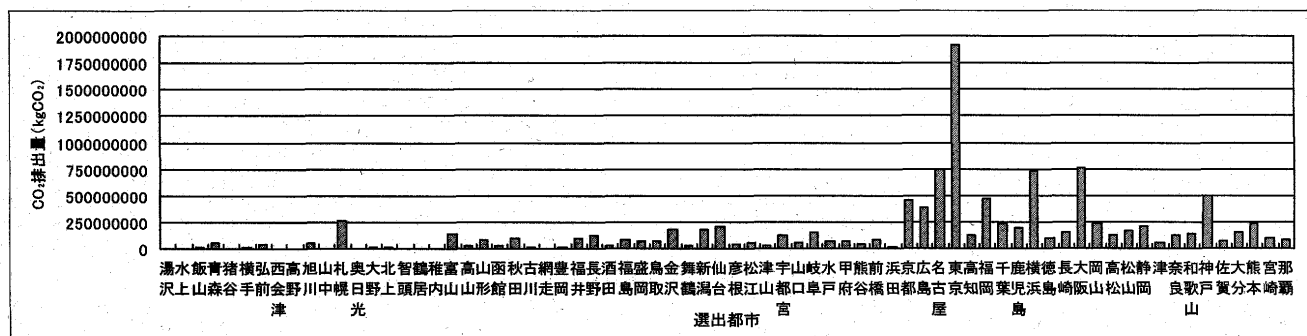 2000000000
1750000000
1500000000
1250000000
1000000000
750000000
500000000
250000000
0
CO₂排出量(kgCO₂)
湯沢
水上
飯山
青森
猪谷
横手
弘前
西会津
高野
旭川
山中
札幌
奥日光
大野
北上
智頭
鶴居
稚内
富山
高山
山形
函館
秋田
古川
網走
豊岡
福井
長野
酒田
福島
盛岡
鳥取
金沢
舞鶴
新潟
仙台
彦根
松江
津山
宇都宮
山口
岐阜
水戸
甲府
熊谷
前橋
浜田
京都
広島
名古屋
東京
高知
福岡
千葉
鹿児島
横浜
徳島
長崎
大阪
岡山
高松
松山
静岡
津
奈良
和歌山
神戸
佐賀
大分
熊本
宮崎
那覇
選出都市